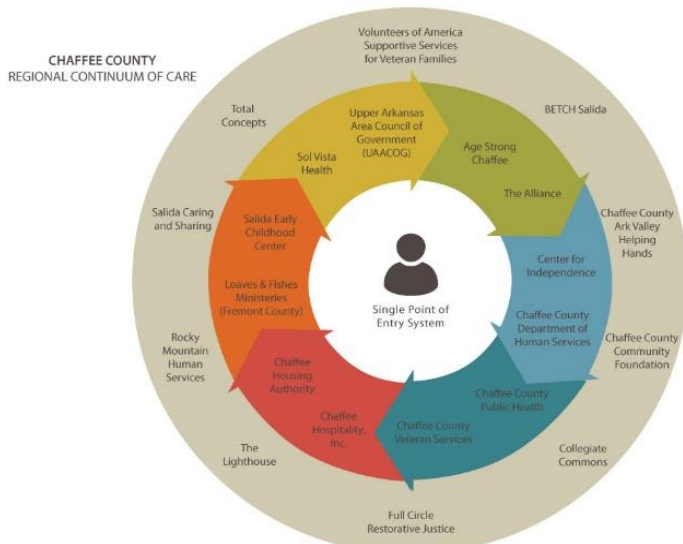 CHAFFEE COUNTY
REGIONAL CONTINUUM OF CARE
Volunteers of America
Supportive Services
for Veteran Families
BETCH Salida
Chaffee County
Ark Valley
Helping
Hands
Chaffee County
Community
Foundation
Collegiate
Commons
Full Circle
Restorative Justice
The
Lighthouse
Rocky
Mountain
Human
Services
Salida Caring
and Sharing
Total
Concepts
Upper Arkansas
Area Council of
Government
(UAACOG)
Age Strong
Chaffee
The Alliance
Center for
Independence
Chaffee County
Department of
Human Services
Chaffee County
Public Health
Chaffee County
Veteran Services
Chaffee
Hospitality,
Inc.
Chaffee
Housing
Authority
Loaves & Fishes
Ministeries
(Fremont County)
Salida Early
Childhood
Center
Sol Vista
Health
Single Point of
Entry System